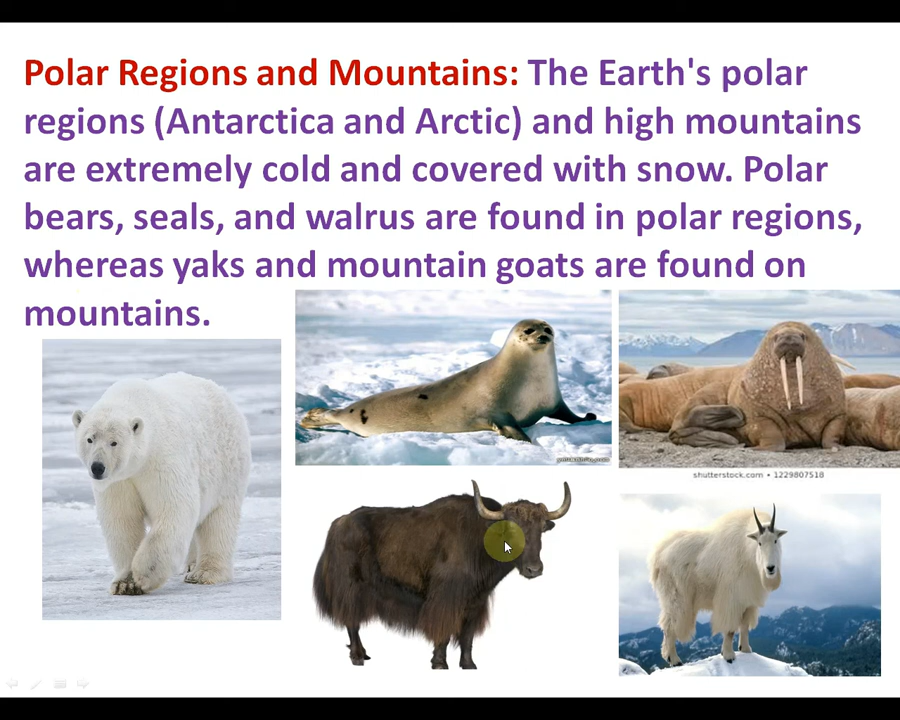 Polar Regions and Mountains: The Earth's polar
regions (Antarctica and Arctic) and high mountains
are extremely cold and covered with snow. Polar
bears, seals, and walrus are found in polar regions,
whereas yaks and mountain goats are found on
mountains.
shutterstock.com • 1229807518